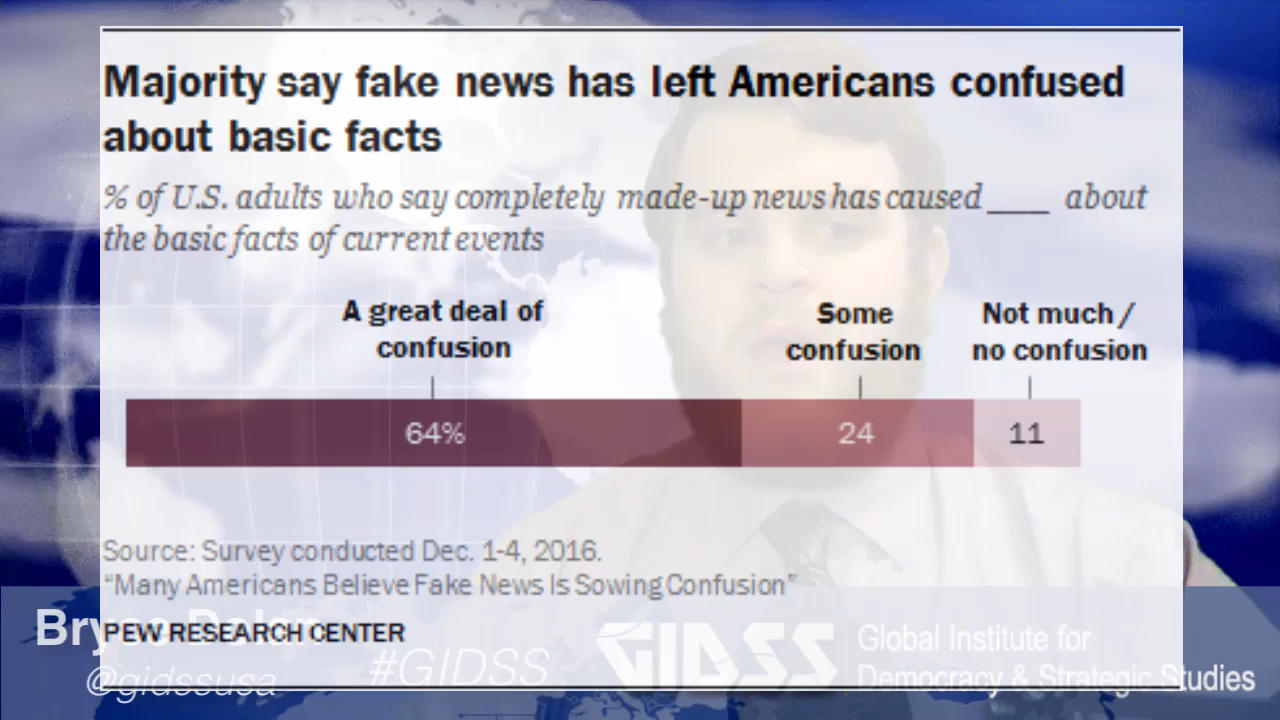 Majority say fake news has left Americans confused
about basic facts
% of U.S. adults who say completely made-up news has caused ___ about
the basic facts of current events
A great deal of
confusion
Some
confusion
Not much /
no confusion
64%
24
11
Source: Survey conducted Dec. 1-4, 2016.
“Many Americans Believe Fake News Is Sowing Confusion”
PEW RESEARCH CENTER
Bryce Dolan
@gidssusa
#GIDSS
GIDSS
Global Institute for
Democracy & Strategic Studies